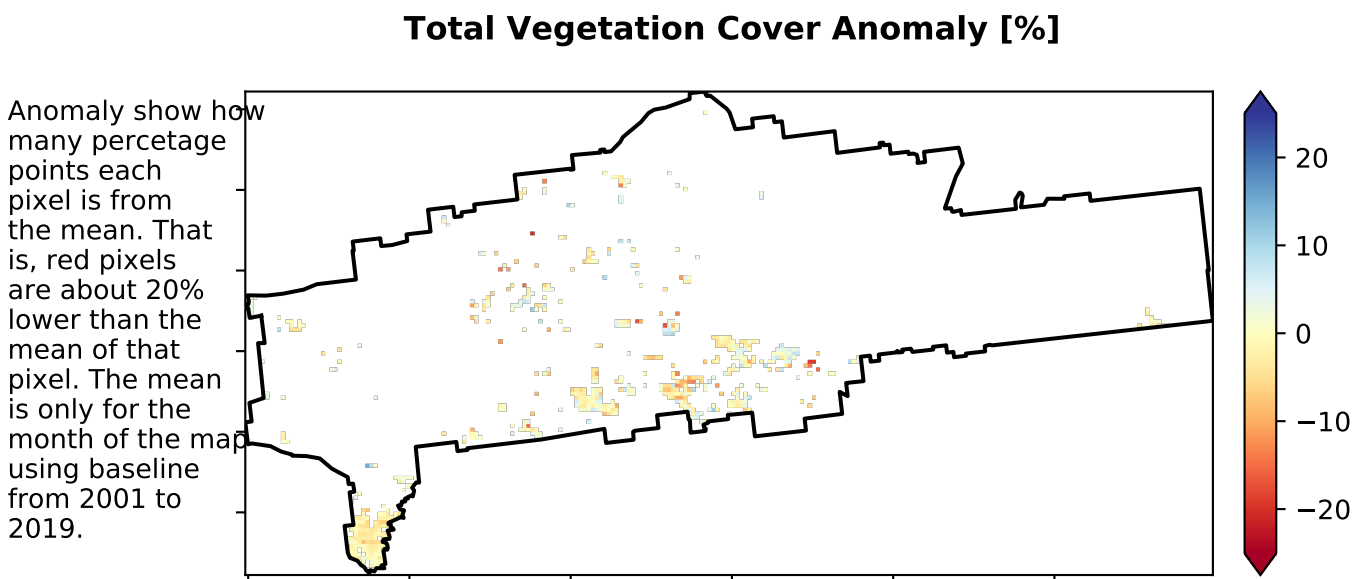 Total Vegetation Cover Anomaly [%]
Anomaly show how
many percetage
points each
pixel is from
the mean. That
is, red pixels
are about 20%
lower than the
mean of that
pixel. The mean
is only for the
month of the map
using baseline
from 2001 to
2019.
20
10
0
−10
−20